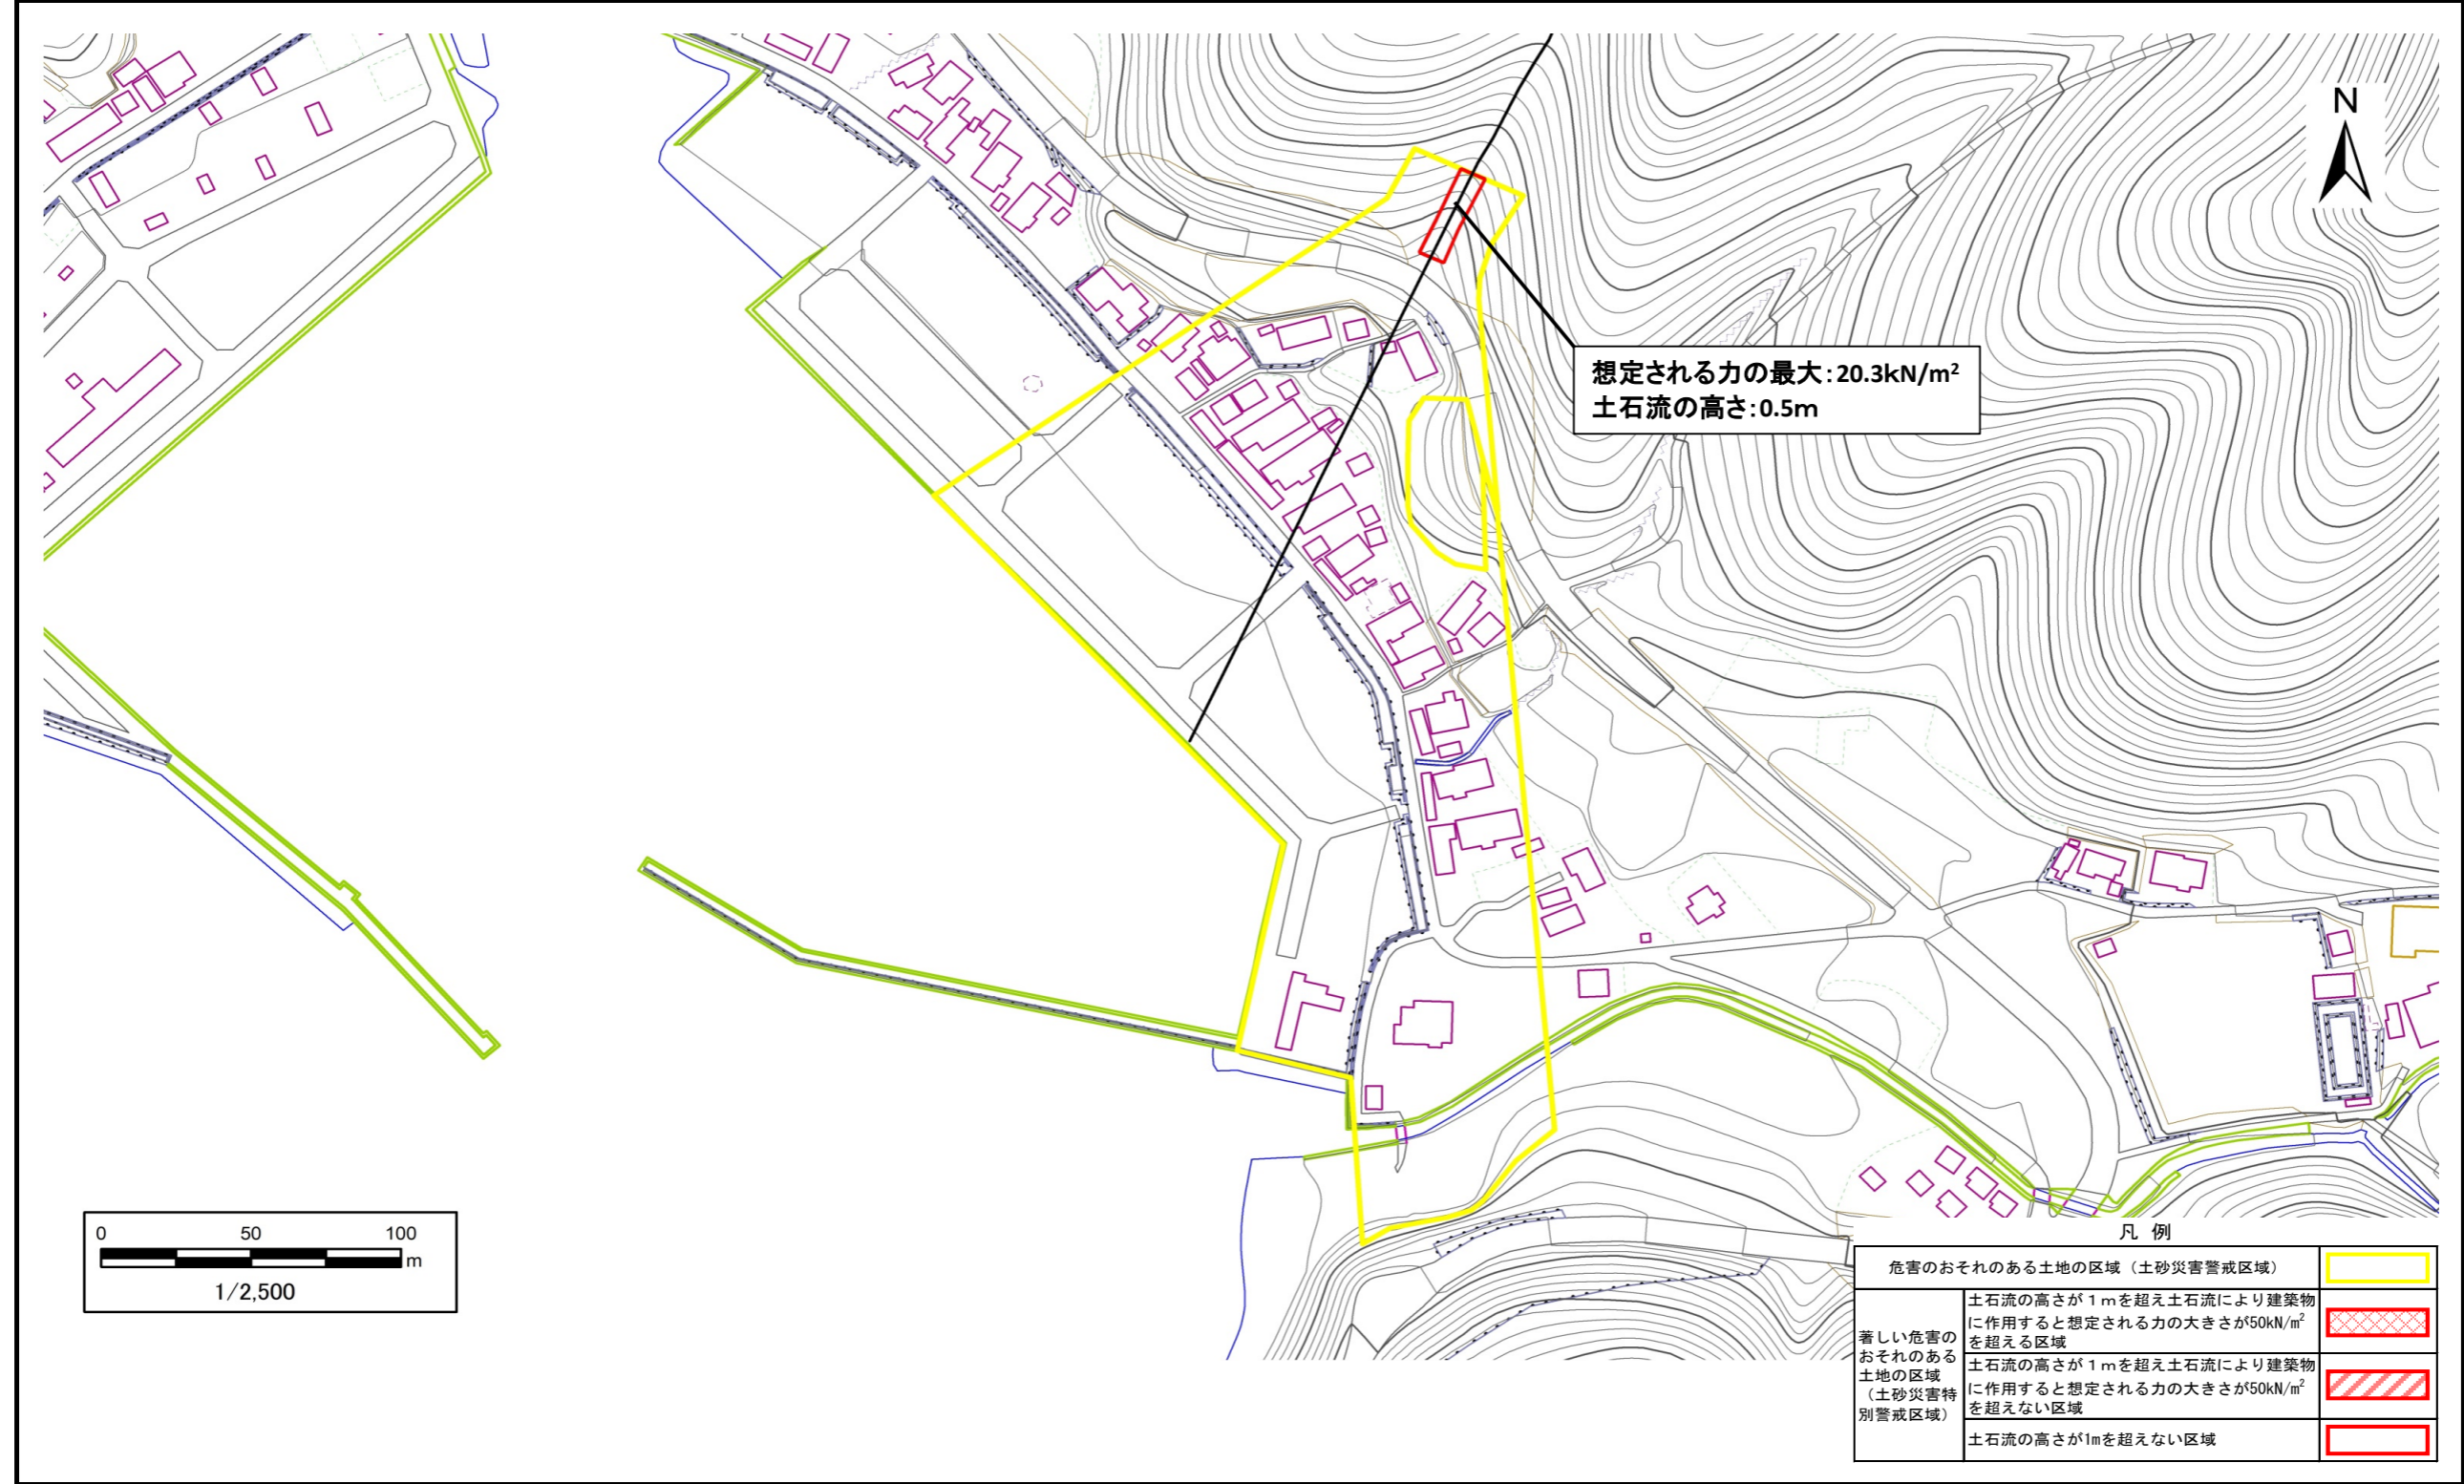 N
想定される力の最大：20.3kN/m²
土石流の高さ：0.5m
0 50 100
m
1/2,500
凡 例
危害のおそれのある土地の区域（土砂災害警戒区域）
著しい危害の
おそれのある
土地の区域
（土砂災害特
別警戒区域）
土石流の高さが１ｍを超え土石流により建築物
に作用すると想定される力の大きさが50kN/㎡
を超える区域
土石流の高さが１ｍを超え土石流により建築物
に作用すると想定される力の大きさが50kN/㎡
を超えない区域
土石流の高さが1mを超えない区域